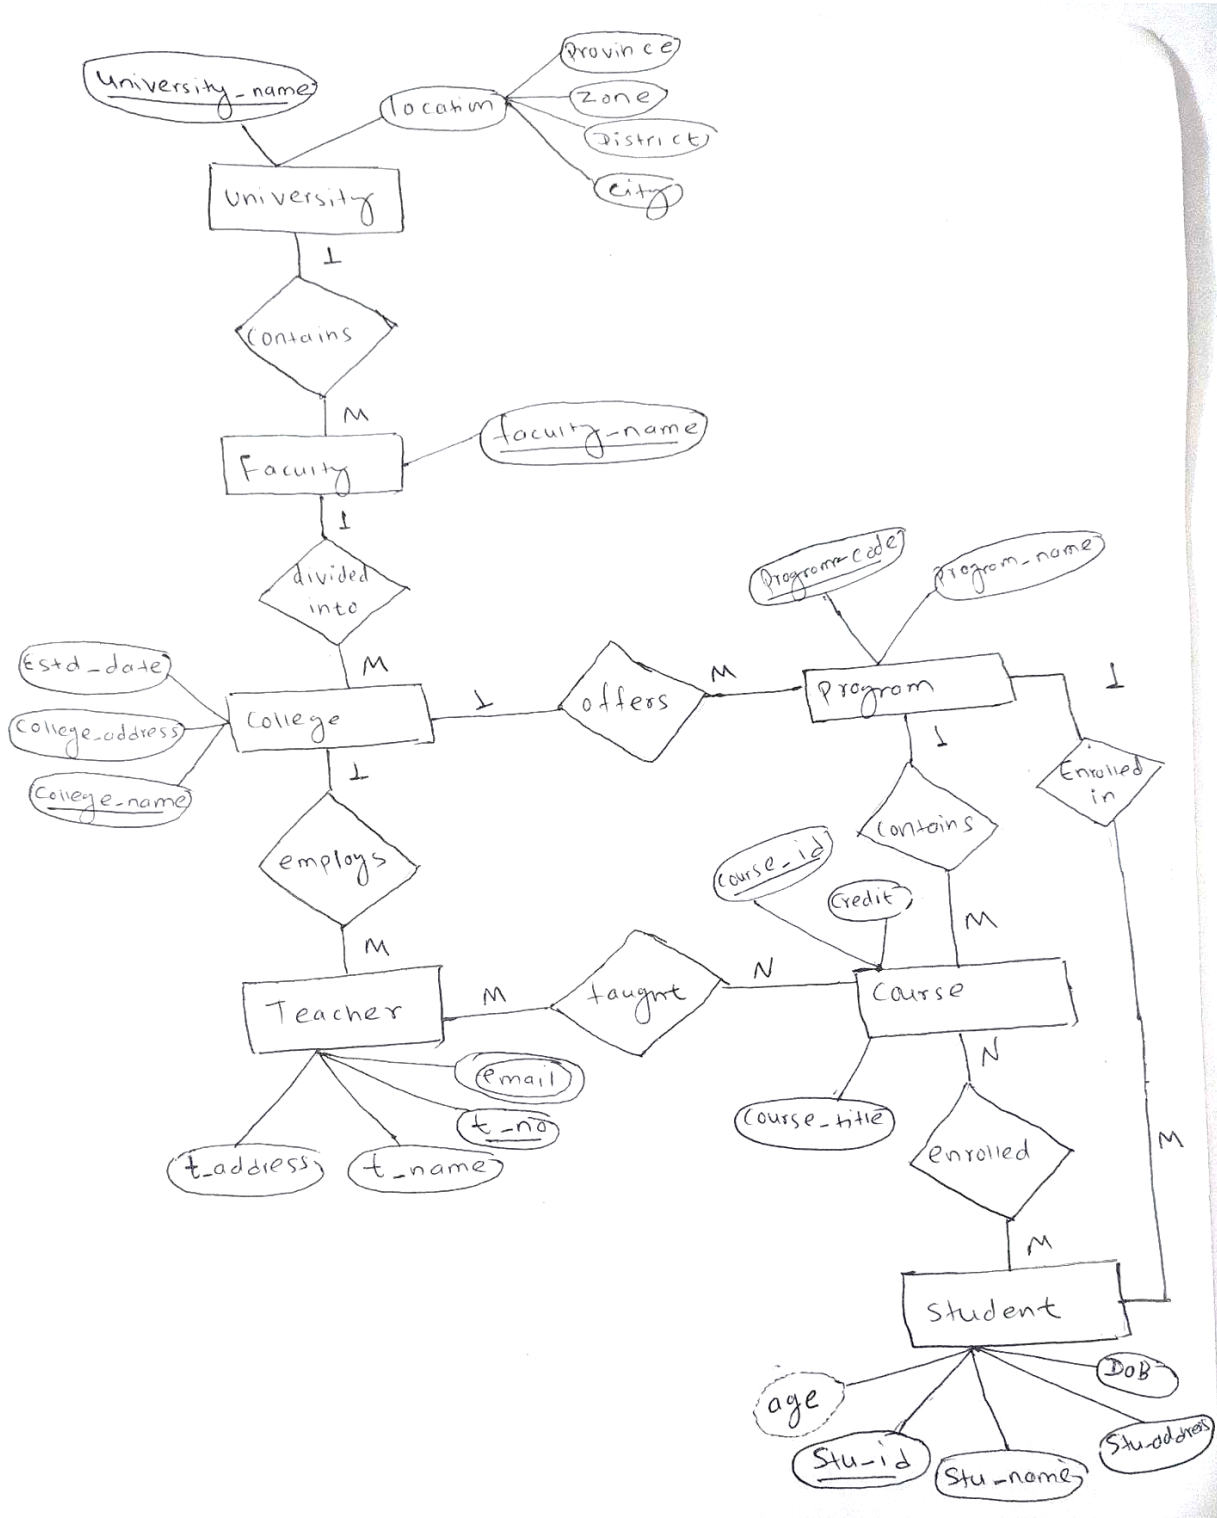 University_name
location
Province
Zone
District
city
University
1
Contains
M
Faculty
faculty_name
1
divided
into
M
Estd_date
College_address
College_name
College
1
offers
M
Program
Program_code
Program_name
1
Enrolled
in
M
1
contains
M
1
employs
M
Teacher
M
taught
N
Course
Course_id
Credit
Course_title
email
t_no
t_name
t_address
N
enrolled
M
Student
age
Stu_id
Stu_name
Stu_address
DOB